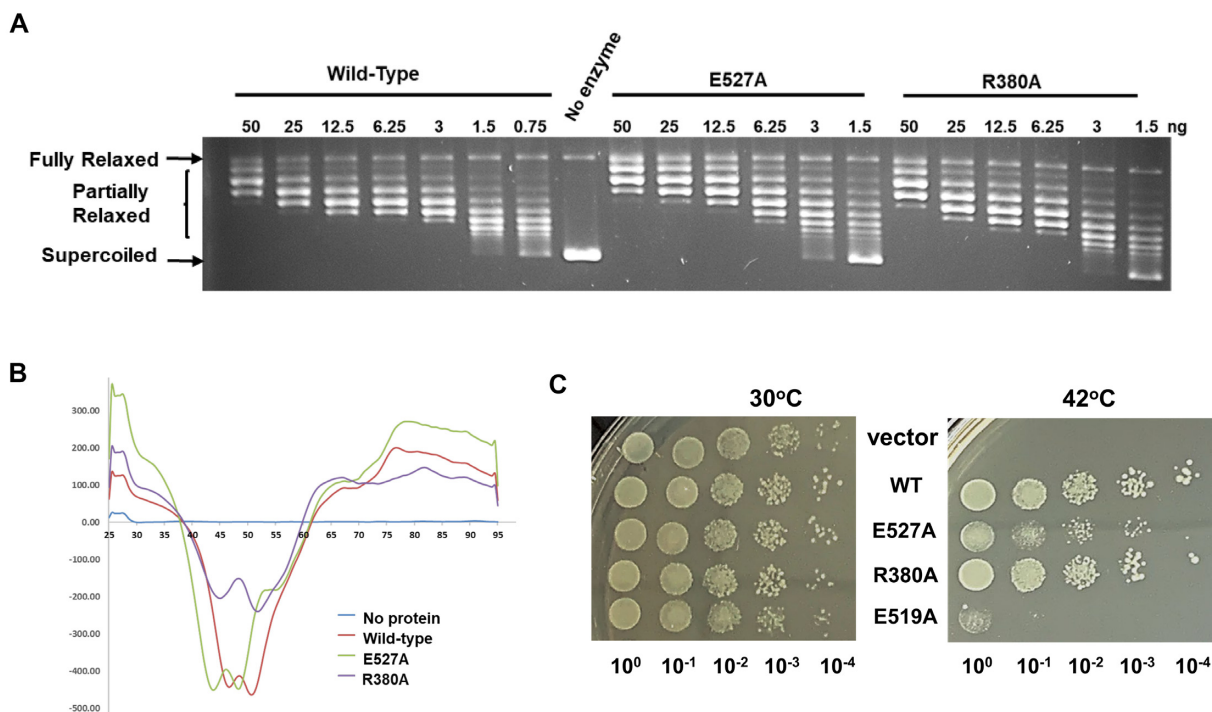 A
Wild-Type
No enzyme
E527A
R380A
50 25 12.5 6.25 3 1.5 0.75 50 25 12.5 6.25 3 1.5 50 25 12.5 6.25 3 1.5 ng
Fully Relaxed
Partially
Relaxed
Supercoiled
B
300.00
200.00
100.00
0.00
25 30 35 40 45 50 55 60 65 70 75 80 85 90 95
-100.00
-200.00
-300.00
-400.00
-500.00
No protein
Wild-type
E527A
R380A
C
30°C
42°C
vector
WT
E527A
R380A
E519A
10⁰ 10⁻¹ 10⁻² 10⁻³ 10⁻⁴
10⁰ 10⁻¹ 10⁻² 10⁻³ 10⁻⁴